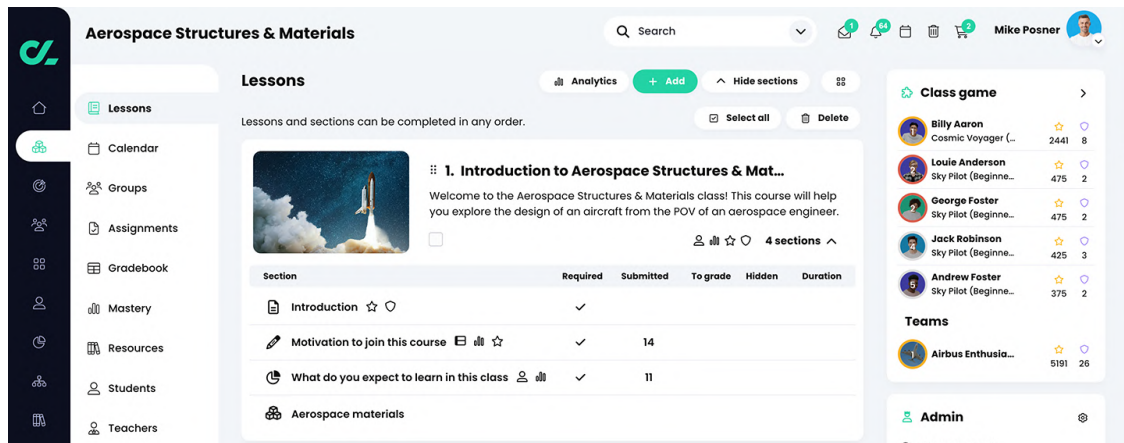 Aerospace Structures & Materials
Search
1
64
2
Mike Posner
Lessons
Calendar
Groups
Assignments
Gradebook
Mastery
Resources
Students
Teachers
Lessons
Analytics
+ Add
Hide sections
Lessons and sections can be completed in any order.
Select all
Delete
1. Introduction to Aerospace Structures & Mat...
Welcome to the Aerospace Structures & Materials class! This course will help
you explore the design of an aircraft from the POV of an aerospace engineer.
4 sections
Section Required Submitted To grade Hidden Duration
Introduction
Motivation to join this course 14
What do you expect to learn in this class 11
Aerospace materials
Class game
1 Billy Aaron
Cosmic Voyager (... 2441 8
Louie Anderson
Sky Pilot (Beginne... 475 2
George Foster
Sky Pilot (Beginne... 475 2
4 Jack Robinson
Sky Pilot (Beginne... 425 3
5 Andrew Foster
Sky Pilot (Beginne... 375 2
Teams
Airbus Enthusia... 5191 26
Admin